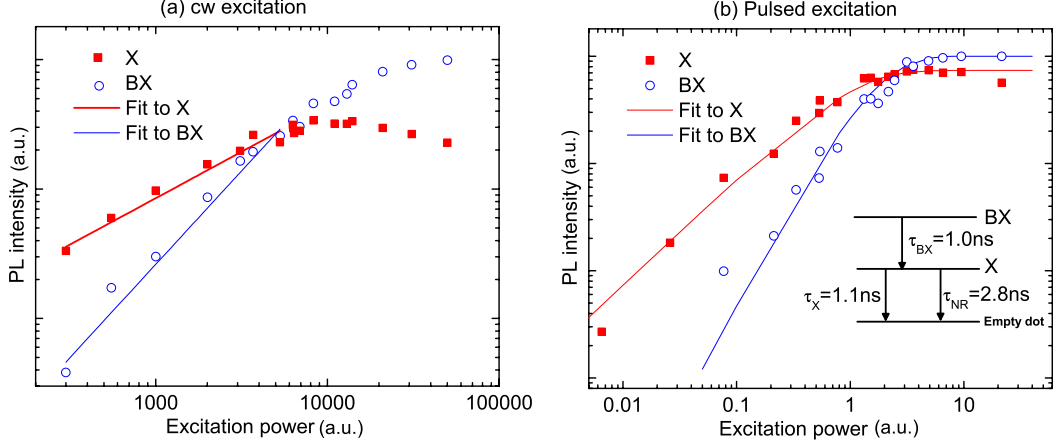 (a) cw excitation
X
BX
Fit to X
Fit to BX
PL intensity (a.u.)
1000
10000
100000
Excitation power (a.u.)
(b) Pulsed excitation
X
BX
Fit to X
Fit to BX
PL intensity (a.u.)
BX
τBX=1.0ns
X
τX=1.1ns
τNR=2.8ns
Empty dot
0.01
0.1
1
10
Excitation power (a.u.)